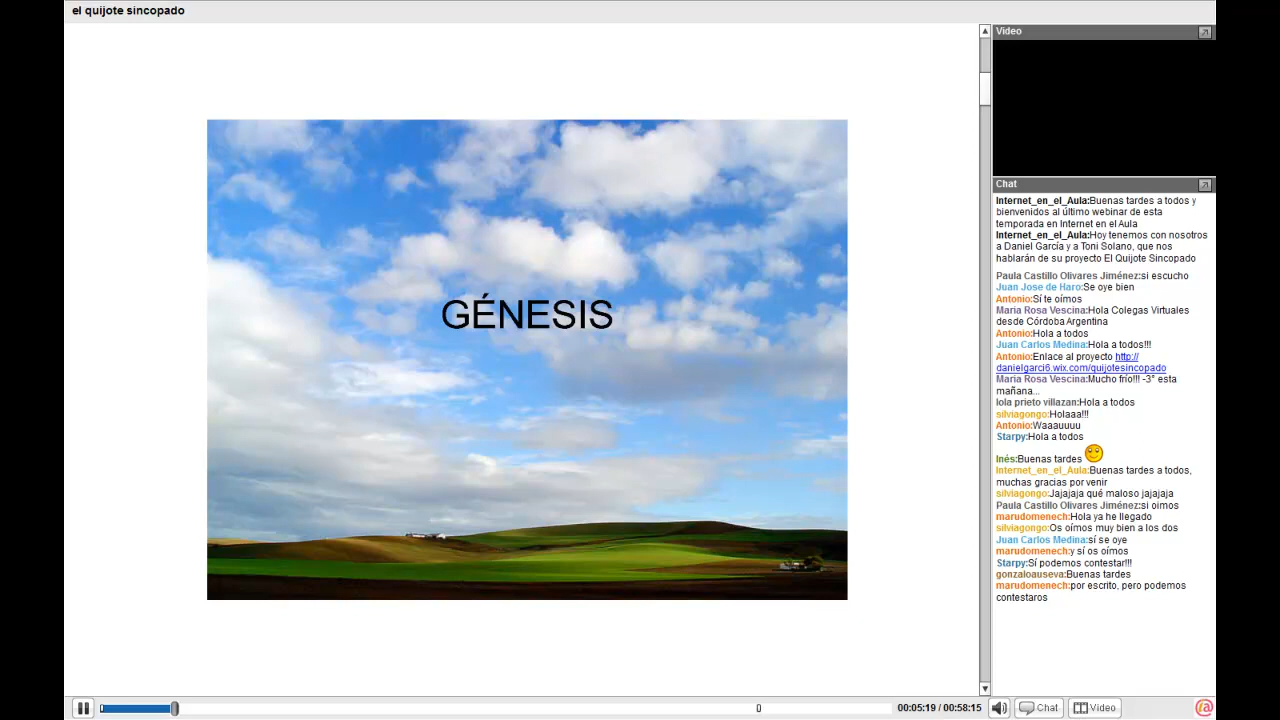 el quijote sincopado
GÉNESIS
Video
Chat
Internet_en_el_Aula:Buenas tardes a todos y
bienvenidos al último webinar de esta
temporada en Internet en el Aula
Internet_en_el_Aula:Hoy tenemos con nosotros
a Daniel García y a Toni Solano, que nos
hablarán de su proyecto El Quijote Sincopado
Paula Castillo Olivares Jiménez:si escucho
Juan Jose de Haro:Se oye bien
Antonio:Sí te oímos
Maria Rosa Vescina:Hola Colegas Virtuales
desde Córdoba Argentina
Antonio:Hola a todos
Juan Carlos Medina:Hola a todos!!!
Antonio:Enlace al proyecto http://
danielgarci6.wix.com/quijotesincopado
Maria Rosa Vescina:Mucho frío!!! -3° esta
mañana...
lola prieto villazan:Hola a todos
silviagongo:Holaaa!!!
Antonio:Waaauuuu
Starpy:Hola a todos
Inés:Buenas tardes
Internet_en_el_Aula:Buenas tardes a todos,
muchas gracias por venir
silviagongo:Jajajaja qué maloso jajajaja
Paula Castillo Olivares Jiménez:si oimos
marudomenech:Hola ya he llegado
silviagongo:Os oímos muy bien a los dos
Juan Carlos Medina:sí se oye
marudomenech:y sí os oímos
Starpy:Sí podemos contestar!!!
gonzaloauseva:Buenas tardes
marudomenech:por escrito, pero podemos
contestaros
00:05:19 / 00:58:15
Chat
Video